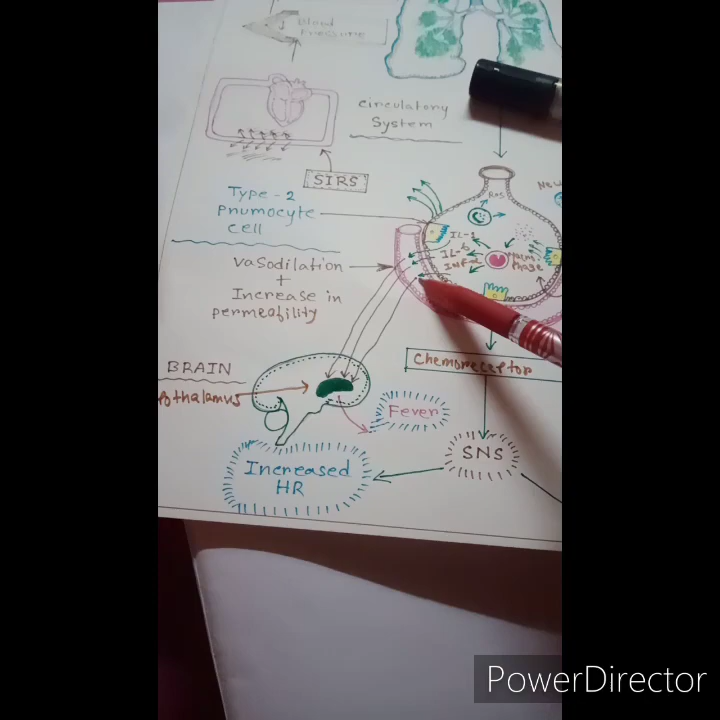 Blood
Pressure
circulatory
System
SIRS
Type-2
pnumocyte
cell
ROS
IL-1
IL-6
vasodilation
+
Increase in
permeability
Chemoreceptor
BRAIN
Fever
SNS
Increased
HR
PowerDirector